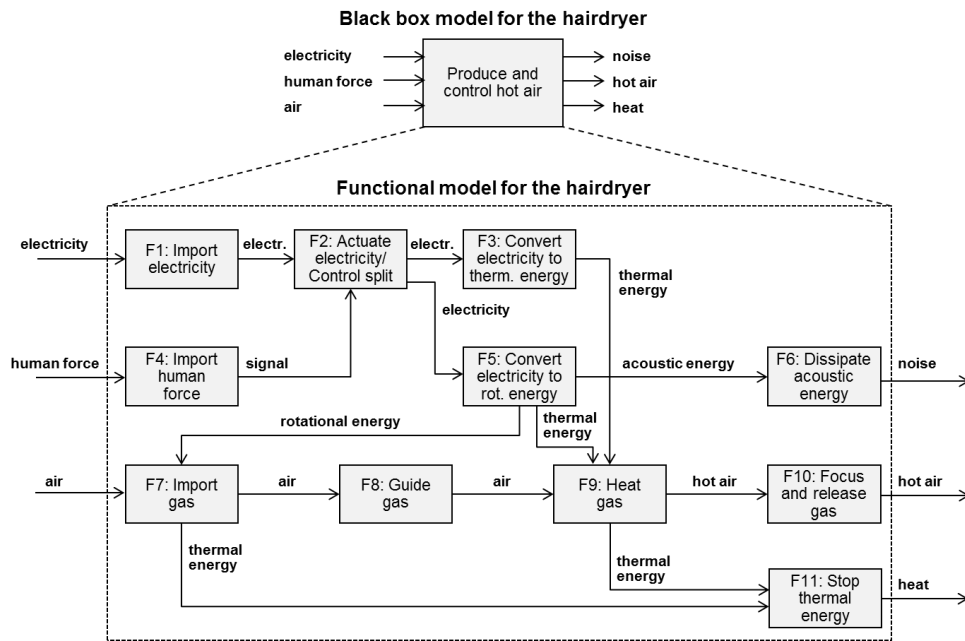 Black box model for the hairdryer
electricity
human force
air
Produce and
control hot air
noise
hot air
heat
Functional model for the hairdryer
electricity
F1: Import
electricity
electr.
F2: Actuate
electricity/
Control split
electr.
F3: Convert
electricity to
therm. energy
thermal
energy
electricity
human force
F4: Import
human
force
signal
F5: Convert
electricity to
rot. energy
acoustic energy
F6: Dissipate
acoustic
energy
noise
rotational energy
thermal
energy
air
F7: Import
gas
air
F8: Guide
gas
air
F9: Heat
gas
hot air
F10: Focus
and release
gas
hot air
thermal
energy
thermal
energy
F11: Stop
thermal
energy
heat